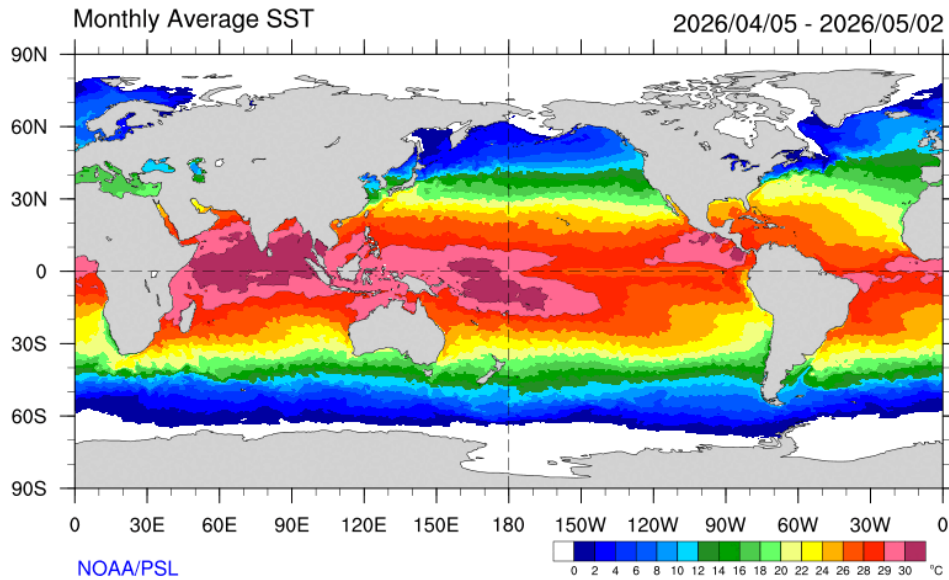 Monthly Average SST 2026/04/05 - 2026/05/02
90N
60N
30N
0
30S
60S
90S
0 30E 60E 90E 120E 150E 180 150W 120W 90W 60W 30W 0
NOAA/PSL
0 2 4 6 8 10 12 14 16 18 20 22 24 26 28 29 30 °C